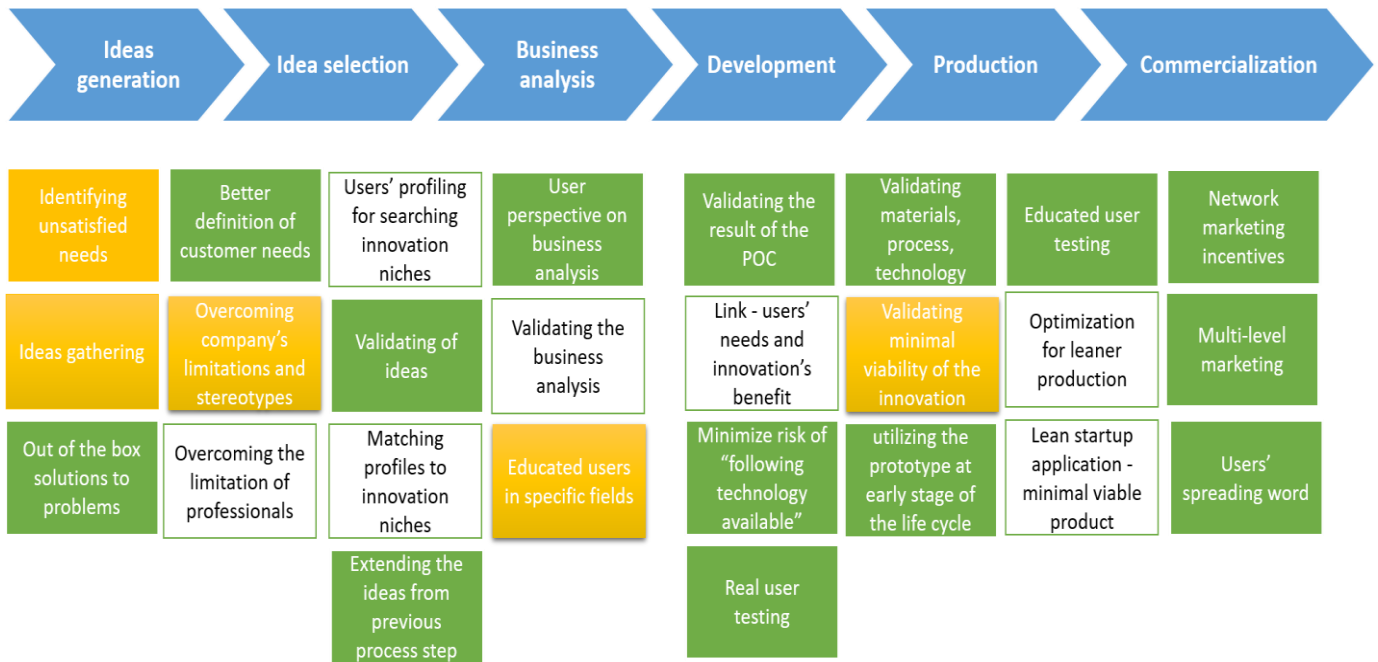 Ideas
generation
Idea selection
Business
analysis
Development
Production
Commercialization
Identifying
unsatisfied
needs
Better
definition of
customer needs
Users' profiling
for searching
innovation
niches
User
perspective on
business
analysis
Validating the
result of the
POC
Validating
materials,
process,
technology
Educated user
testing
Network
marketing
incentives
Ideas gathering
Overcoming
company's
limitations and
stereotypes
Validating of
ideas
Validating the
business
analysis
Link - users'
needs and
innovation's
benefit
Validating
minimal
viability of the
innovation
Optimization
for leaner
production
Multi-level
marketing
Out of the box
solutions to
problems
Overcoming the
limitation of
professionals
Matching
profiles to
innovation
niches
Educated users
in specific fields
Minimize risk of
"following
technology
available"
utilizing the
prototype at
early stage of
the life cycle
Lean startup
application -
minimal viable
product
Users'
spreading word
Extending the
ideas from
previous
process step
Real user
testing